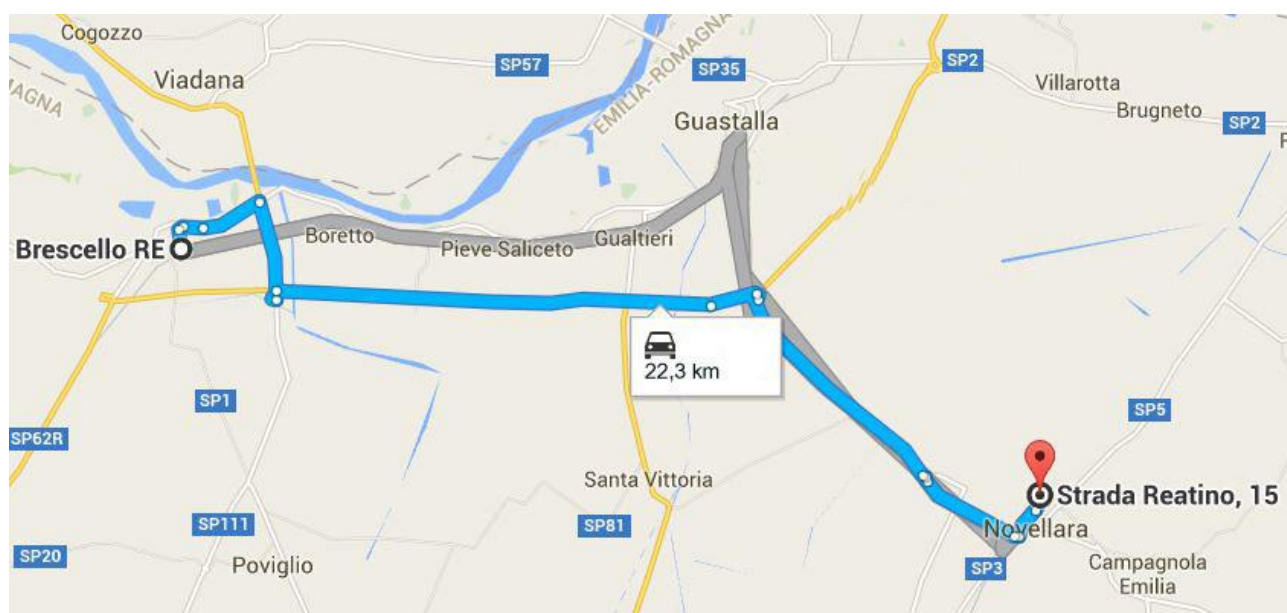 Cogozzo
Viadana
SP57
SP35
SP2
Villarotta
Brugneto
SP2
MAGNA
EMILIA-ROMAGNA
Guastalla
Brescello RE
Boretto
Pieve Saliceto
Gualtieri
22,3 km
SP1
SP5
SP62R
Santa Vittoria
Strada Reatino, 15
SP111
SP81
Novellara
SP20
Poviglio
SP3
Campagnola
Emilia